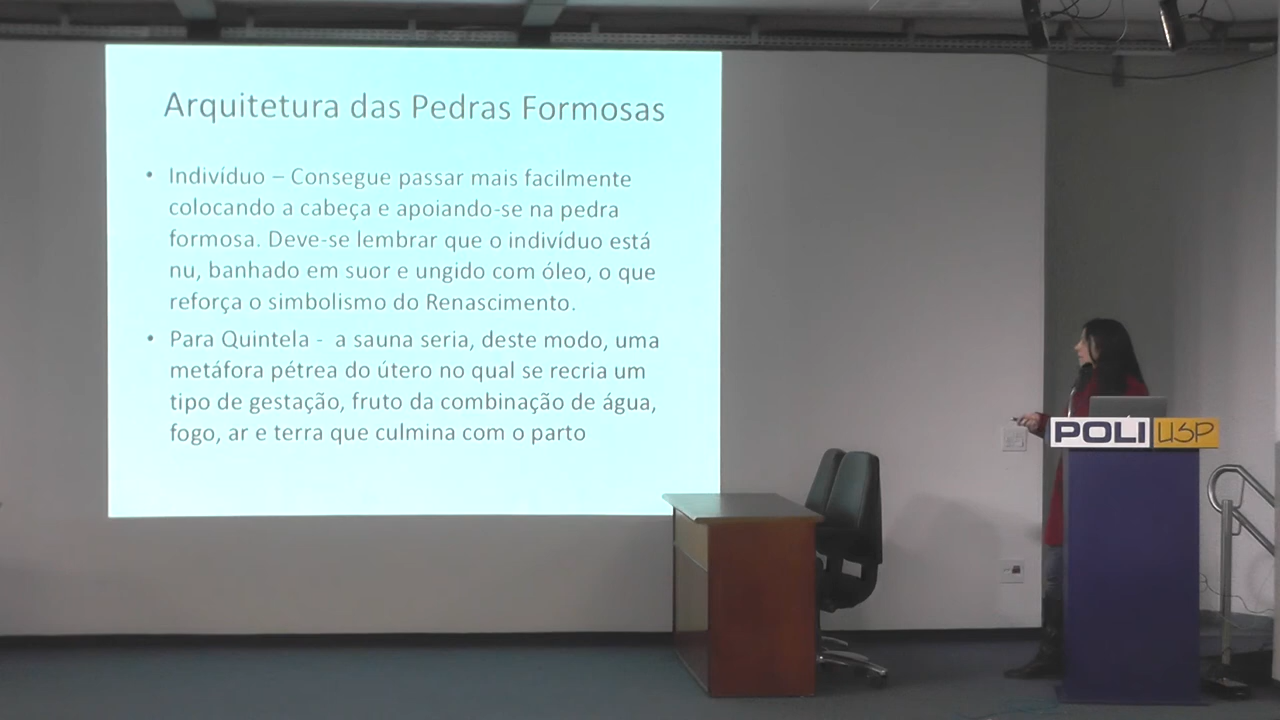 Arquitetura das Pedras Formosas
• Indivíduo – Consegue passar mais facilmente
colocando a cabeça e apoiando-se na pedra
formosa. Deve-se lembrar que o indivíduo está
nu, banhado em suor e ungido com óleo, o que
reforça o simbolismo do Renascimento.
• Para Quintela - a sauna seria, deste modo, uma
metáfora pétrea do útero no qual se recria um
tipo de gestação, fruto da combinação de água,
fogo, ar e terra que culmina com o parto
POLI USP